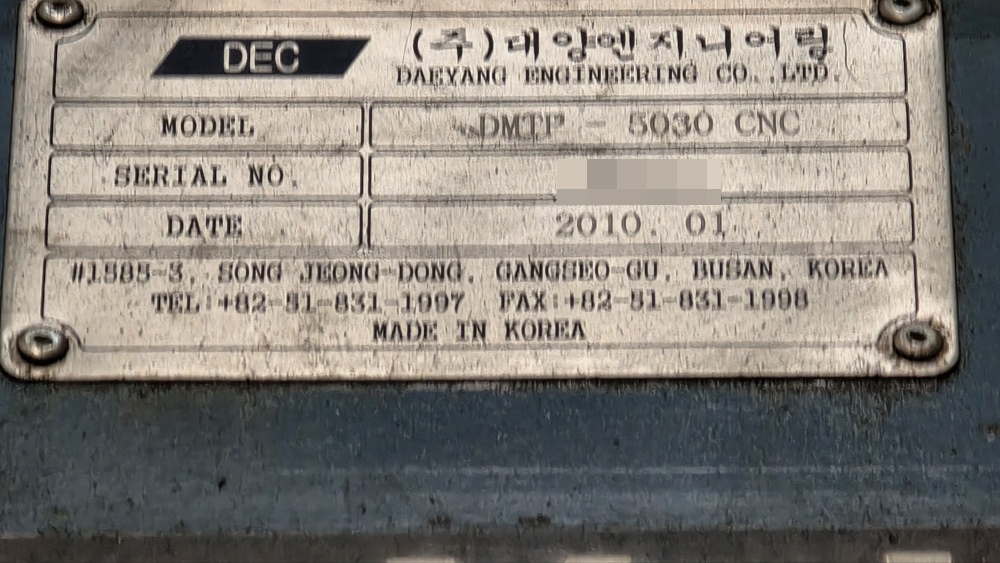 DEC (주)대양엔지니어링
DAEYANG ENGINEERING CO., LTD.
MODEL DMTP - 5030 CNC
SERIAL NO.
DATE 2010. 01
#1585-3, SONG JEONG-DONG, GANGSEO-GU, BUSAN, KOREA
TEL:+82-51-831-1997 FAX:+82-51-831-1998
MADE IN KOREA